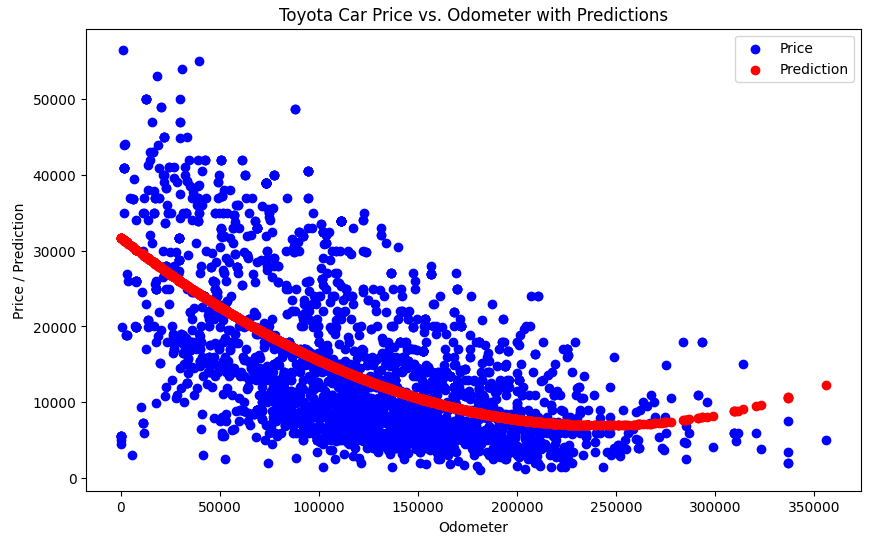 Toyota Car Price vs. Odometer with Predictions
Price
Prediction
Price / Prediction
50000
40000
30000
20000
10000
0
0 50000 100000 150000 200000 250000 300000 350000
Odometer